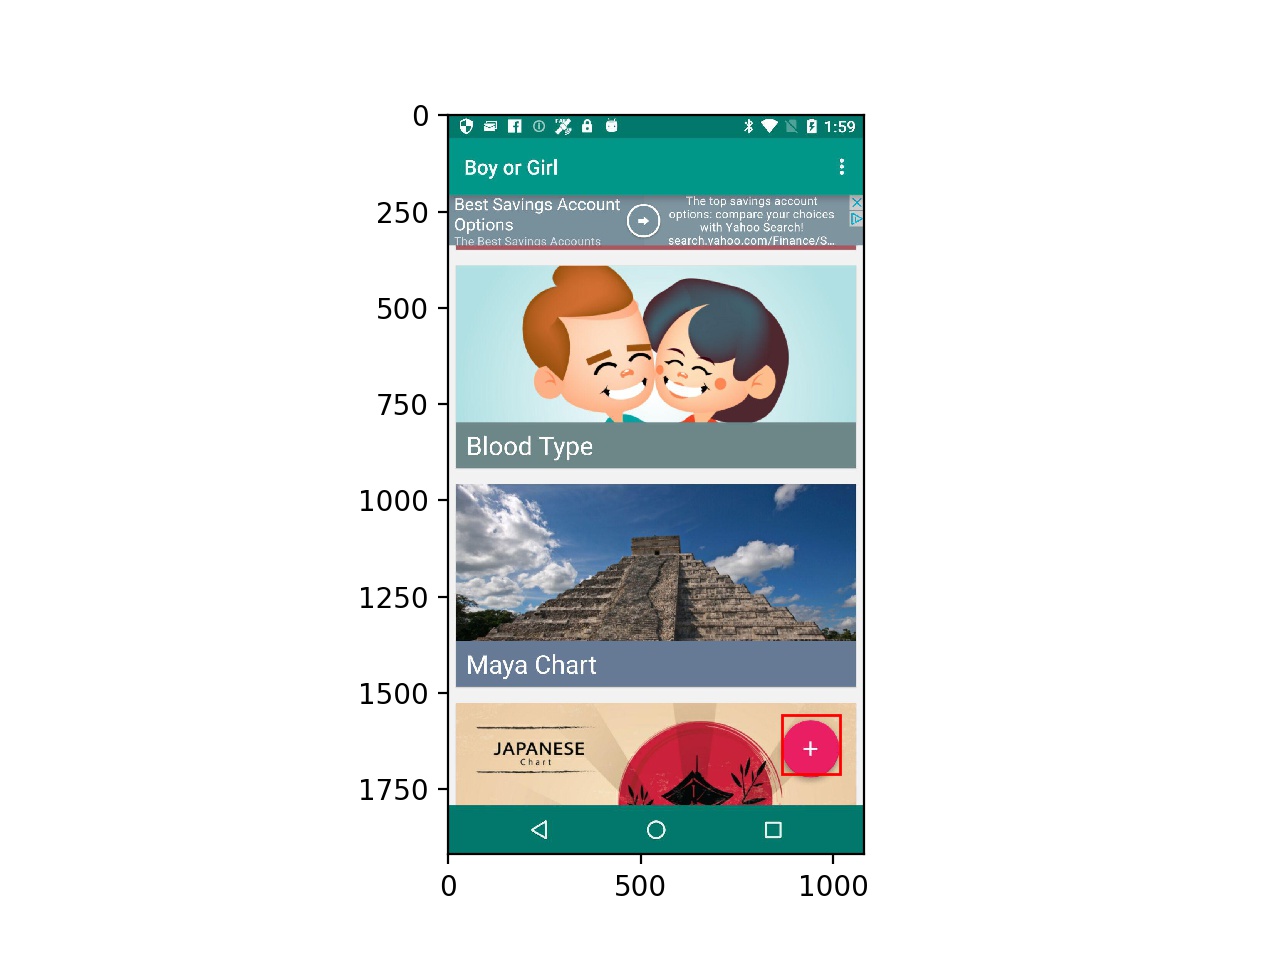 0
250
500
750
1000
1250
1500
1750
0
500
1000
1:59
Boy or Girl
Best Savings Account
Options
The Best Savings Accounts
The top savings account
options: compare your choices
with Yahoo Search!
search.yahoo.com/Finance/S...
Blood Type
Maya Chart
JAPANESE
Chart
+